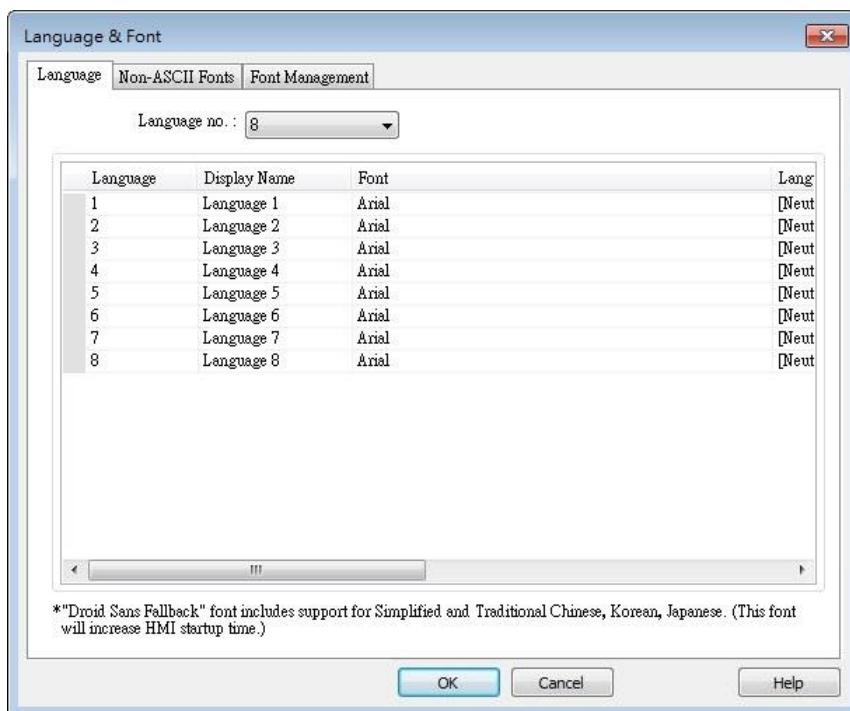 Language & Font
Language Non-ASCII Fonts Font Management
Language no. : 8
Language Display Name Font Lang
1 Language 1 Arial [Neut
2 Language 2 Arial [Neut
3 Language 3 Arial [Neut
4 Language 4 Arial [Neut
5 Language 5 Arial [Neut
6 Language 6 Arial [Neut
7 Language 7 Arial [Neut
8 Language 8 Arial [Neut
*"Droid Sans Fallback" font includes support for Simplified and Traditional Chinese, Korean, Japanese. (This font
will increase HMI startup time.)
OK Cancel Help